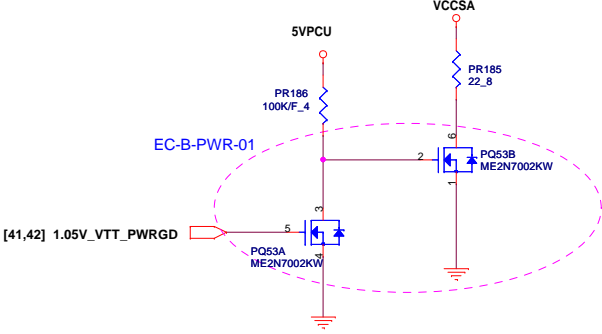 VCCSA
5VPCU
PR185
22_8
PR186
100K/F_4
EC-B-PWR-01
6
2
PQ53B
ME2N7002KW
1
3
[41,42] 1.05V_VTT_PWRGD
5
PQ53A
4
ME2N7002KW